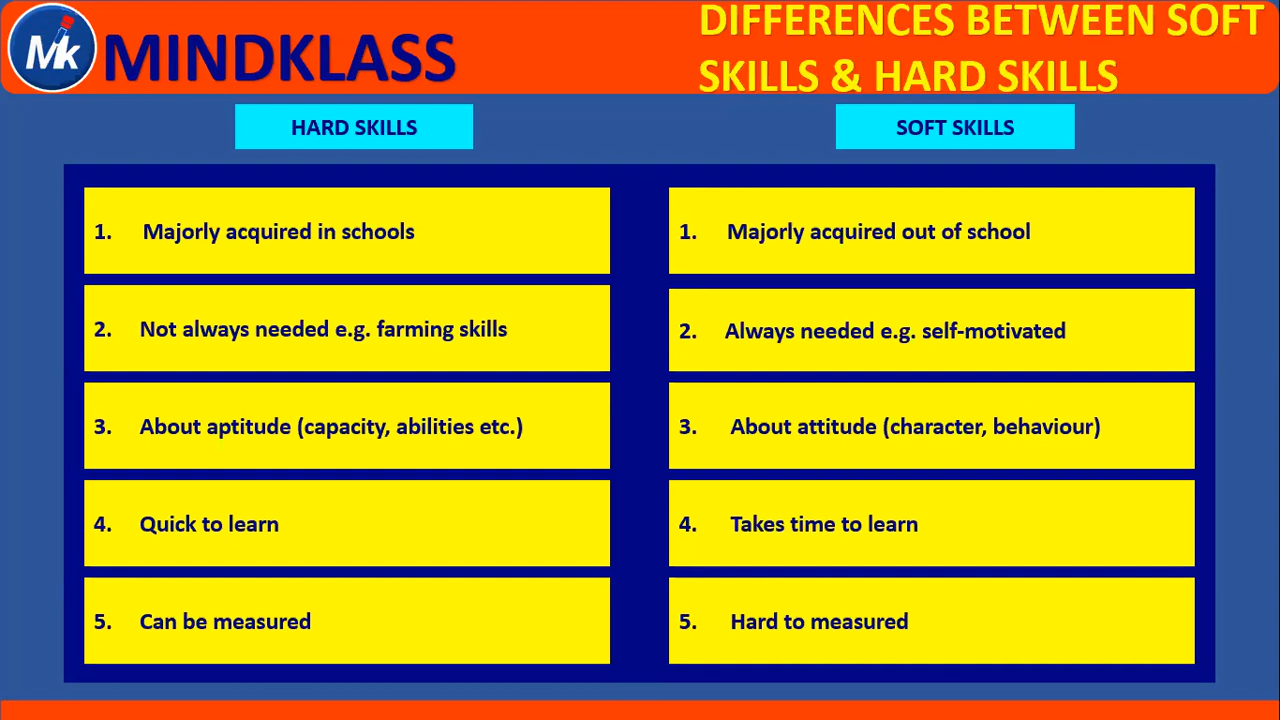 Mk MINDKLASS
DIFFERENCES BETWEEN SOFT
SKILLS & HARD SKILLS
HARD SKILLS
1. Majorly acquired in schools
2. Not always needed e.g. farming skills
3. About aptitude (capacity, abilities etc.)
4. Quick to learn
5. Can be measured
SOFT SKILLS
1. Majorly acquired out of school
2. Always needed e.g. self-motivated
3. About attitude (character, behaviour)
4. Takes time to learn
5. Hard to measured